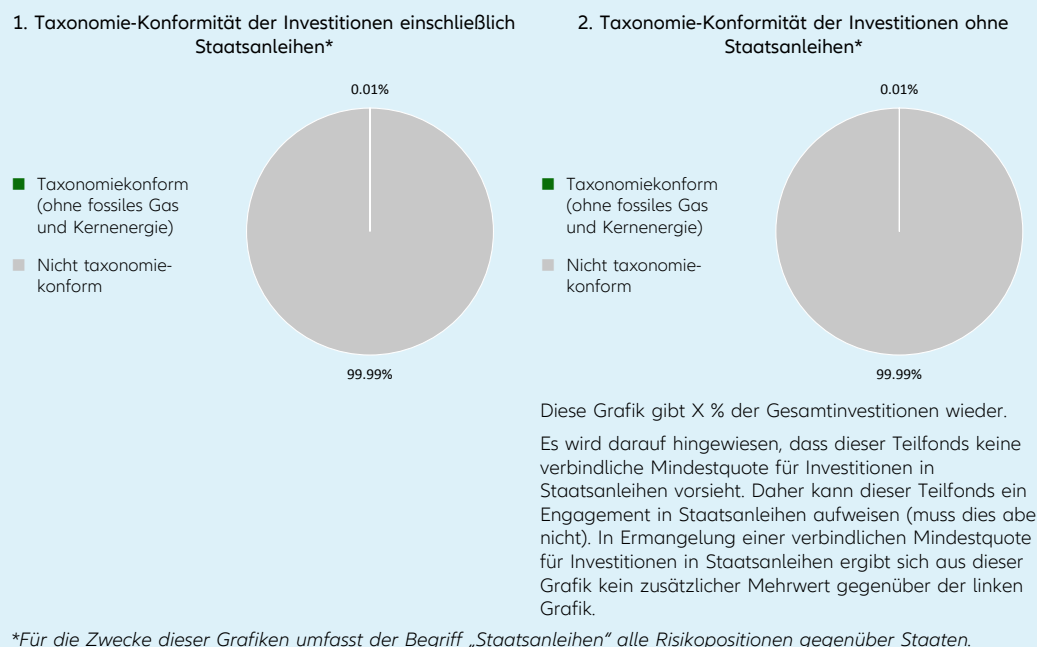 1. Taxonomie-Konformität der Investitionen einschließlich
Staatsanleihen*
0.01%
Taxonomiekonform
(ohne fossiles Gas
und Kernenergie)
Nicht taxonomie-
konform
99.99%
2. Taxonomie-Konformität der Investitionen ohne
Staatsanleihen*
0.01%
Taxonomiekonform
(ohne fossiles Gas
und Kernenergie)
Nicht taxonomie-
konform
99.99%
Diese Grafik gibt X % der Gesamtinvestitionen wieder.
Es wird darauf hingewiesen, dass dieser Teilfonds keine
verbindliche Mindestquote für Investitionen in
Staatsanleihen vorsieht. Daher kann dieser Teilfonds ein
Engagement in Staatsanleihen aufweisen (muss dies abe
nicht). In Ermangelung einer verbindlichen Mindestquote
für Investitionen in Staatsanleihen ergibt sich aus dieser
Grafik kein zusätzlicher Mehrwert gegenüber der linken
Grafik.
*Für die Zwecke dieser Grafiken umfasst der Begriff „Staatsanleihen“ alle Risikopositionen gegenüber Staaten.